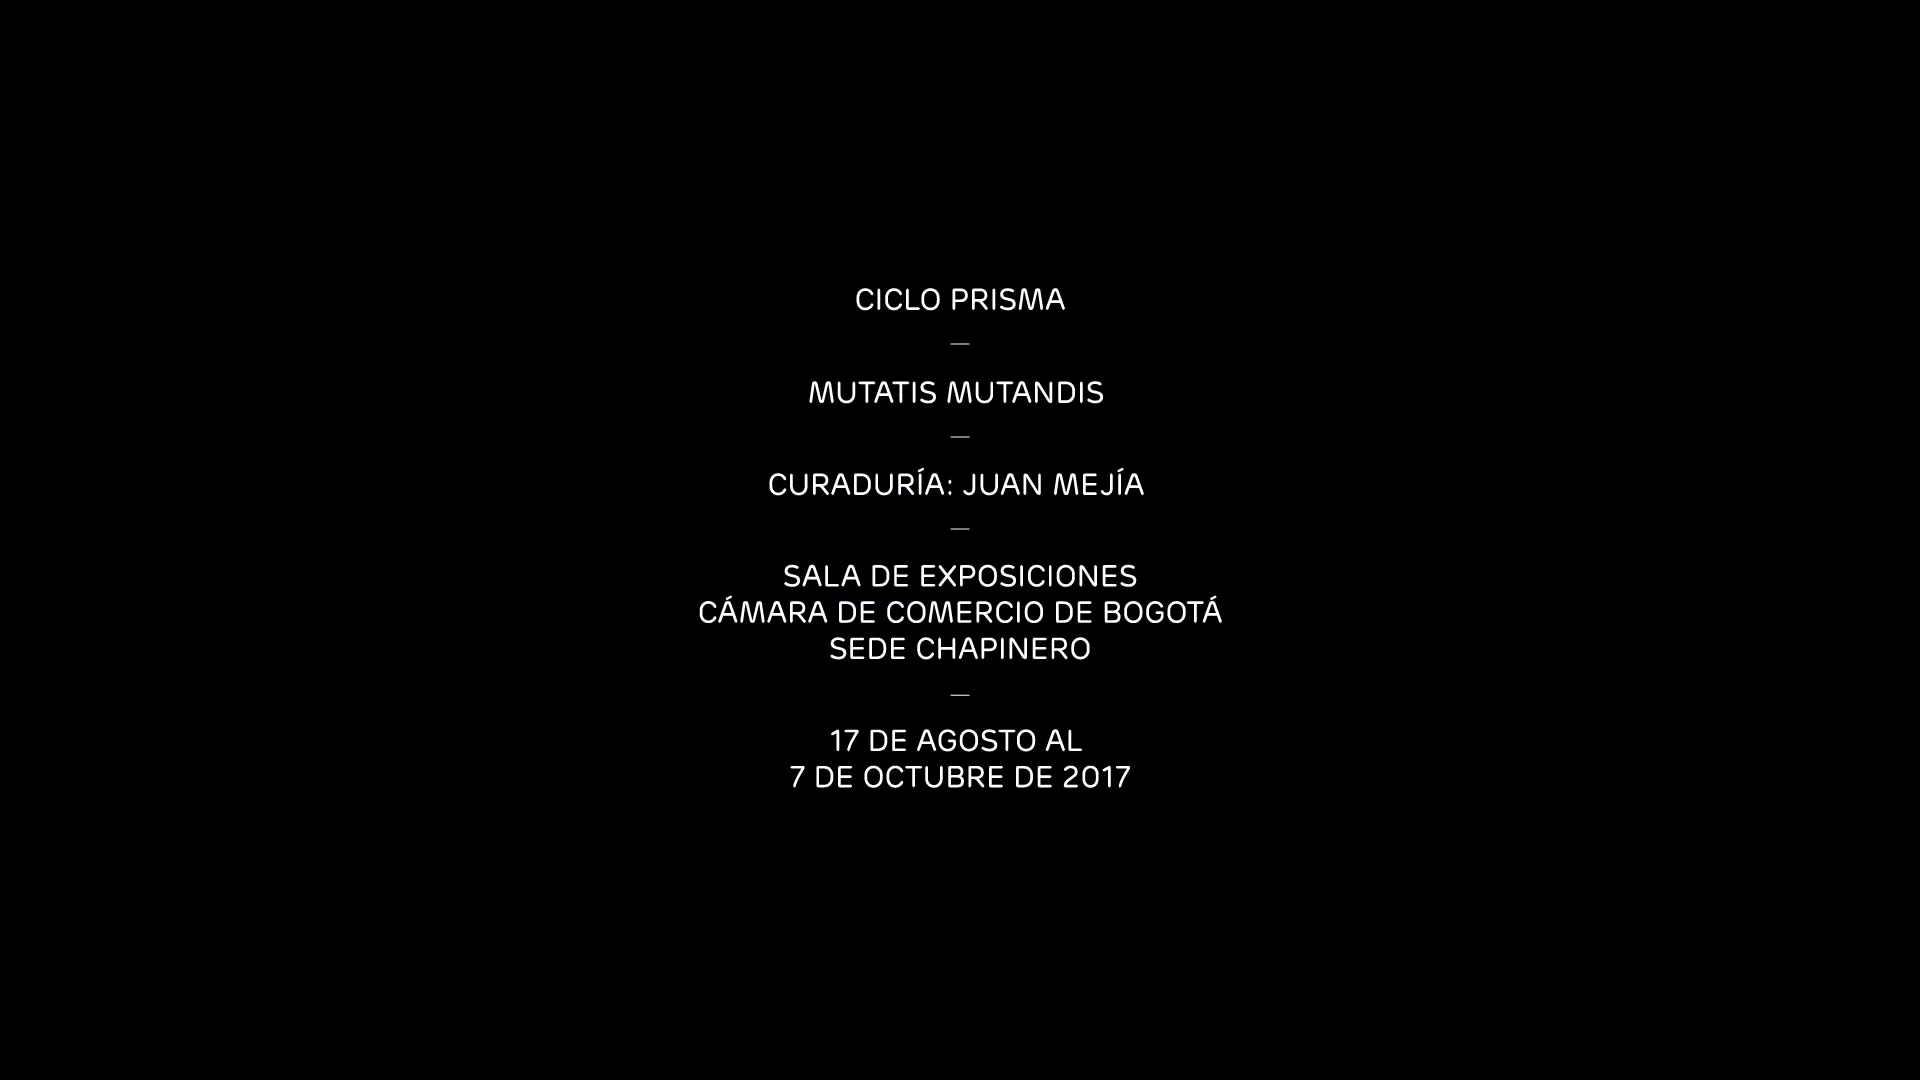 CICLO PRISMA
—
MUTATIS MUTANDIS
—
CURADURÍA: JUAN MEJÍA
—
SALA DE EXPOSICIONES
CÁMARA DE COMERCIO DE BOGOTÁ
SEDE CHAPINERO
—
17 DE AGOSTO AL
7 DE OCTUBRE DE 2017